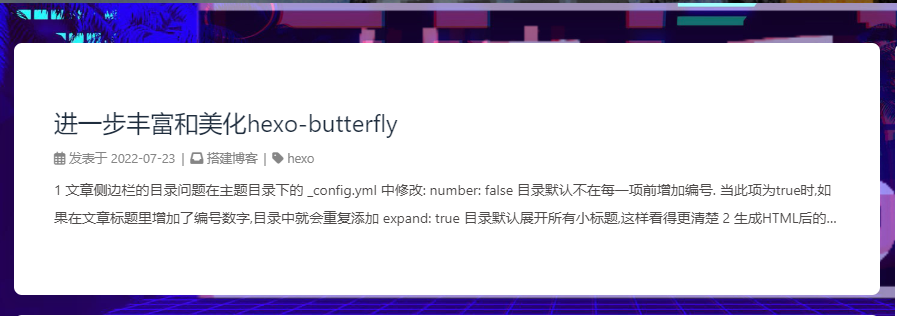 进一步丰富和美化hexo-butterfly
发表于 2022-07-23 | 搭建博客 | hexo
1 文章侧边栏的目录问题在主题目录下的 _config.yml 中修改: number: false 目录默认不在每一项前增加编号. 当此项为true时,如
果在文章标题里增加了编号数字,目录中就会重复添加 expand: true 目录默认展开所有小标题,这样看得更清楚 2 生成HTML后的...